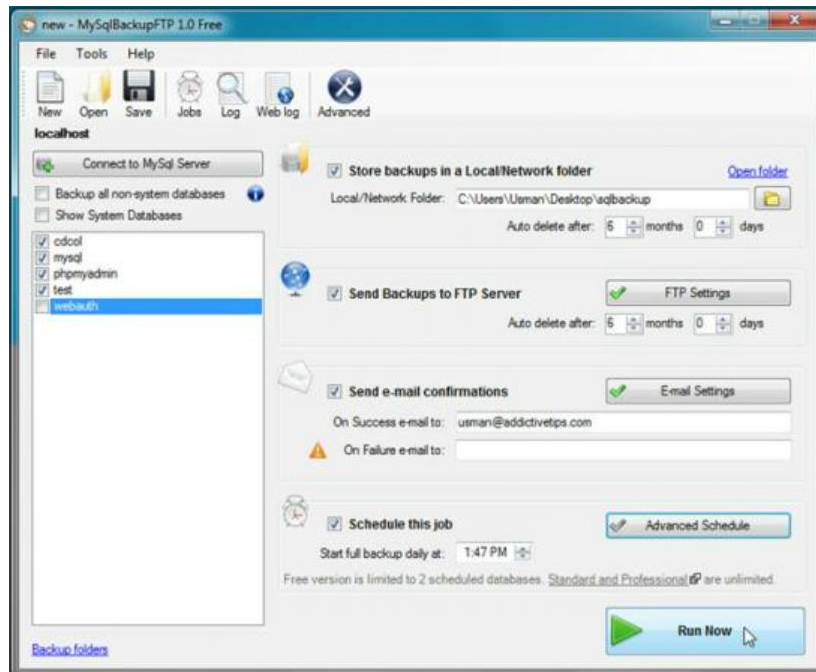 new - MySqlBackupFTP 1.0 Free
File Tools Help
New Open Save Jobs Log Web log Advanced
localhost
Connect to MySql Server
Backup all non-system databases
Show System Databases
cdcol
mysql
phpmyadmin
test
webauth
Backup folders
Store backups in a Local/Network folder
Open folder
Local/Network Folder: C:\Users\Usman\Desktop\sqlbackup
Auto delete after: 6 months 0 days
Send Backups to FTP Server
FTP Settings
Auto delete after: 6 months 0 days
Send e-mail confirmations
E-mail Settings
On Success e-mail to: usman@addictivetips.com
On Failure e-mail to:
Schedule this job
Advanced Schedule
Start full backup daily at: 1:47 PM
Free version is limited to 2 scheduled databases. Standard and Professional are unlimited.
Run Now